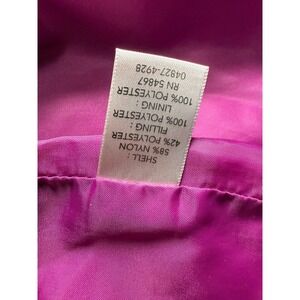 SHELL :
58% NYLON
42% POLYESTER
FILLING :
100% POLYESTER
LINING :
100% POLYESTER
RN 54867
04927-4928